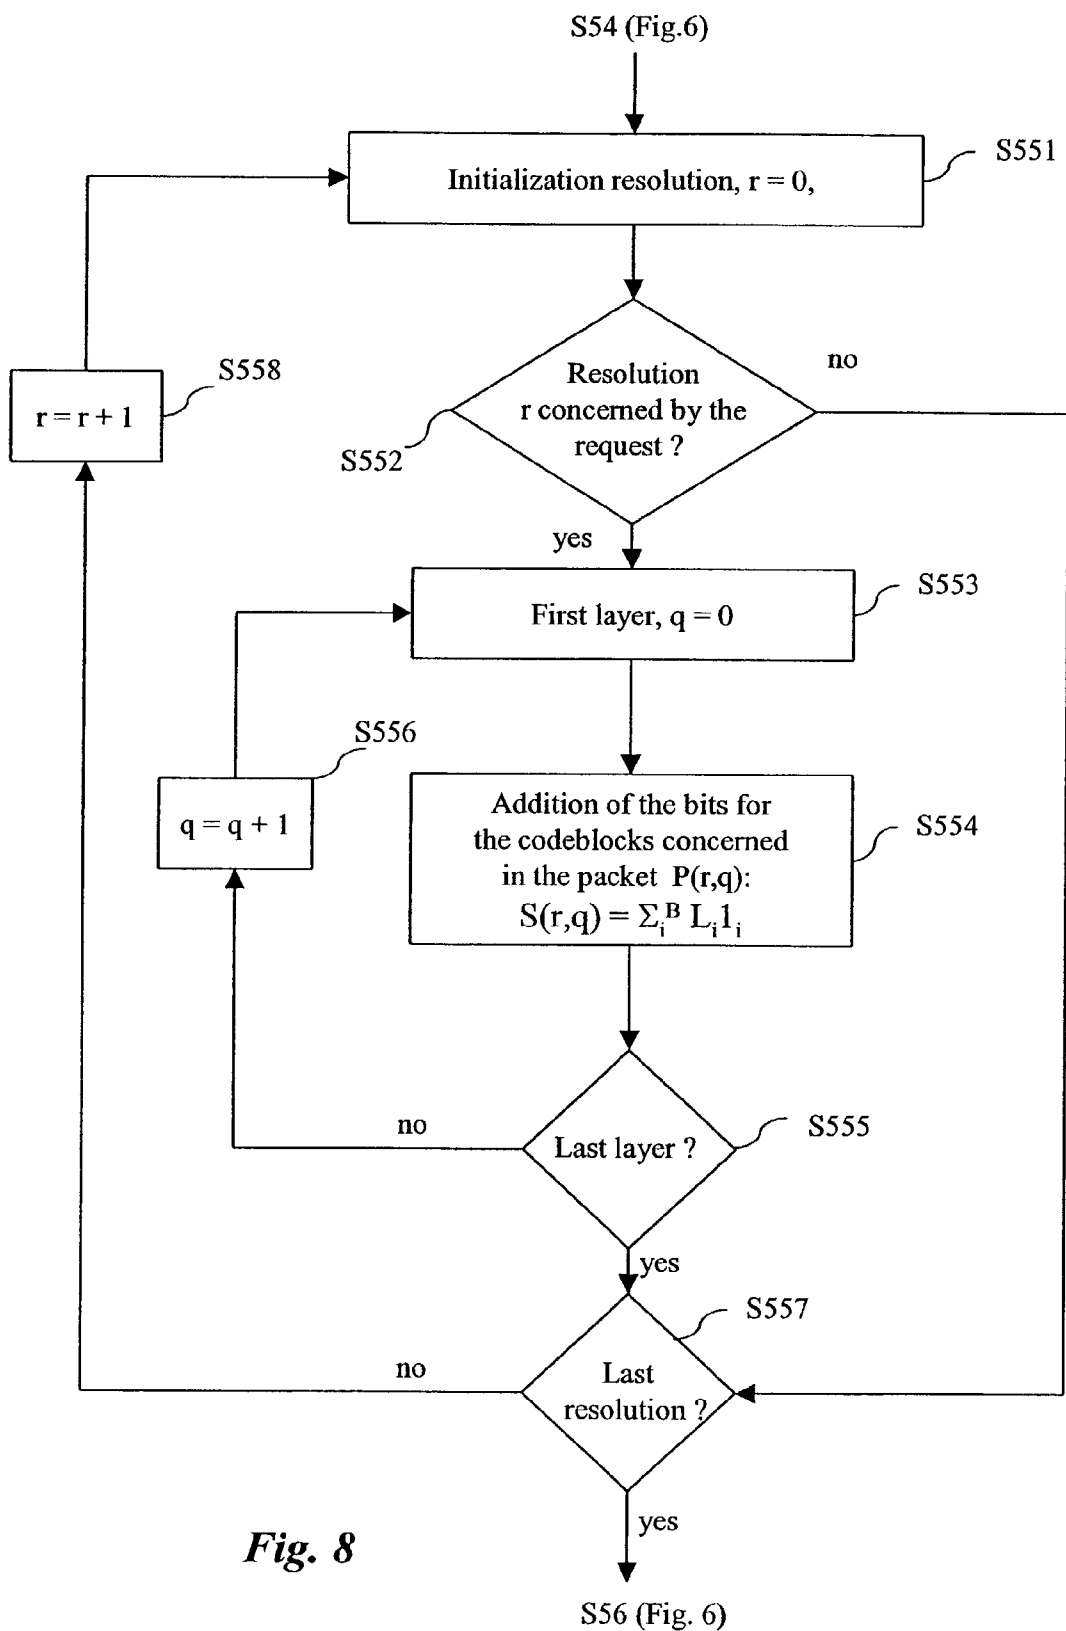 S54 (Fig.6)
S551
Initialization resolution, r = 0,
no
Resolution
r concerned by the
request ?
S558
r = r + 1
S552
yes
S553
First layer, q = 0
S556
q = q + 1
Addition of the bits for
the codeblocks concerned
in the packet P(r,q):
S(r,q) = Σᵢᴮ Lᵢ1ᵢ
S554
no
Last layer ?
S555
yes
S557
no
Last
resolution ?
yes
Fig. 8
S56 (Fig. 6)